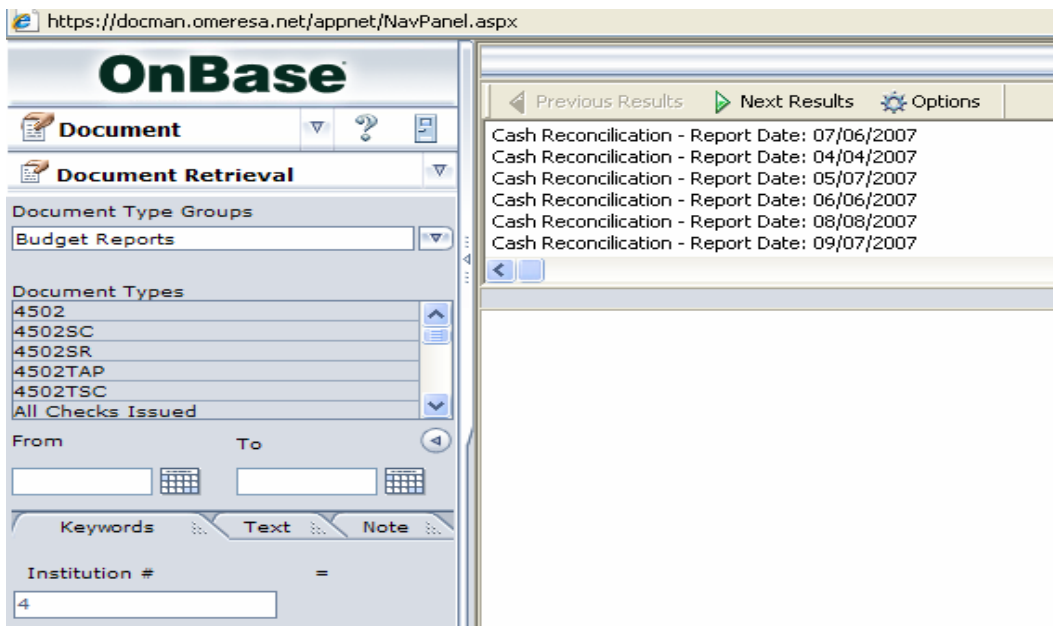 https://docman.omeresa.net/appnet/NavPanel.aspx
OnBase
Document
Document Retrieval
Document Type Groups
Budget Reports
Document Types
4502
4502SC
4502SR
4502TAP
4502TSC
All Checks Issued
From To
Keywords Text Note
Institution # =
4
Previous Results Next Results Options
Cash Reconcilication - Report Date: 07/06/2007
Cash Reconcilication - Report Date: 04/04/2007
Cash Reconcilication - Report Date: 05/07/2007
Cash Reconcilication - Report Date: 06/06/2007
Cash Reconcilication - Report Date: 08/08/2007
Cash Reconcilication - Report Date: 09/07/2007